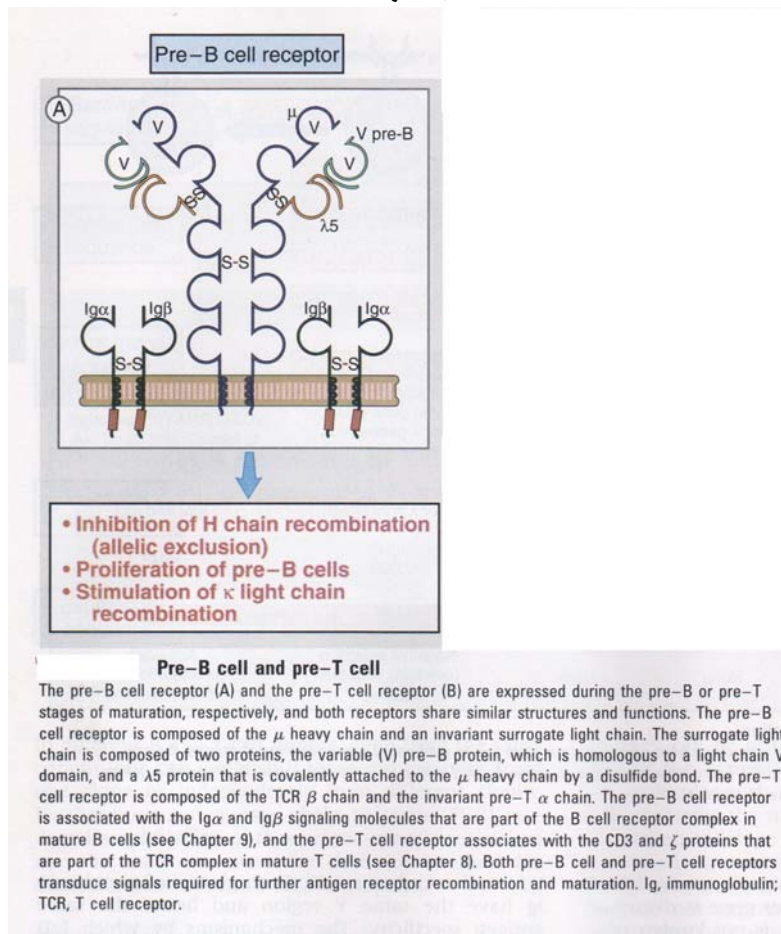 Pre–B cell receptor
A
V
μ
V
V pre-B
V
V
S-S
S-S
λ5
S-S
Igα
Igβ
Igβ
Igα
S-S
S-S
• Inhibition of H chain recombination
(allelic exclusion)
• Proliferation of pre–B cells
• Stimulation of κ light chain
recombination
Pre–B cell and pre–T cell
The pre–B cell receptor (A) and the pre–T cell receptor (B) are expressed during the pre–B or pre–T
stages of maturation, respectively, and both receptors share similar structures and functions. The pre–B
cell receptor is composed of the μ heavy chain and an invariant surrogate light chain. The surrogate light
chain is composed of two proteins, the variable (V) pre–B protein, which is homologous to a light chain V
domain, and a λ5 protein that is covalently attached to the μ heavy chain by a disulfide bond. The pre–T
cell receptor is composed of the TCR β chain and the invariant pre–T α chain. The pre–B cell receptor
is associated with the Igα and Igβ signaling molecules that are part of the B cell receptor complex in
mature B cells (see Chapter 9), and the pre–T cell receptor associates with the CD3 and ζ proteins that
are part of the TCR complex in mature T cells (see Chapter 8). Both pre–B cell and pre–T cell receptors
transduce signals required for further antigen receptor recombination and maturation. Ig, immunoglobulin;
TCR, T cell receptor.